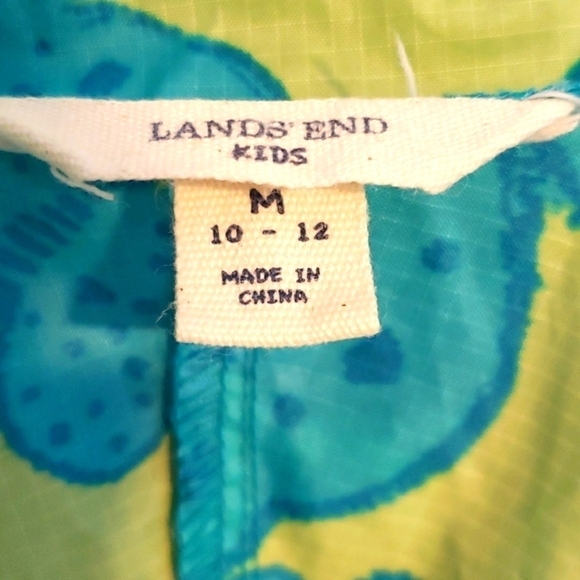 LANDS' END
KIDS
M
10 - 12
MADE IN
CHINA